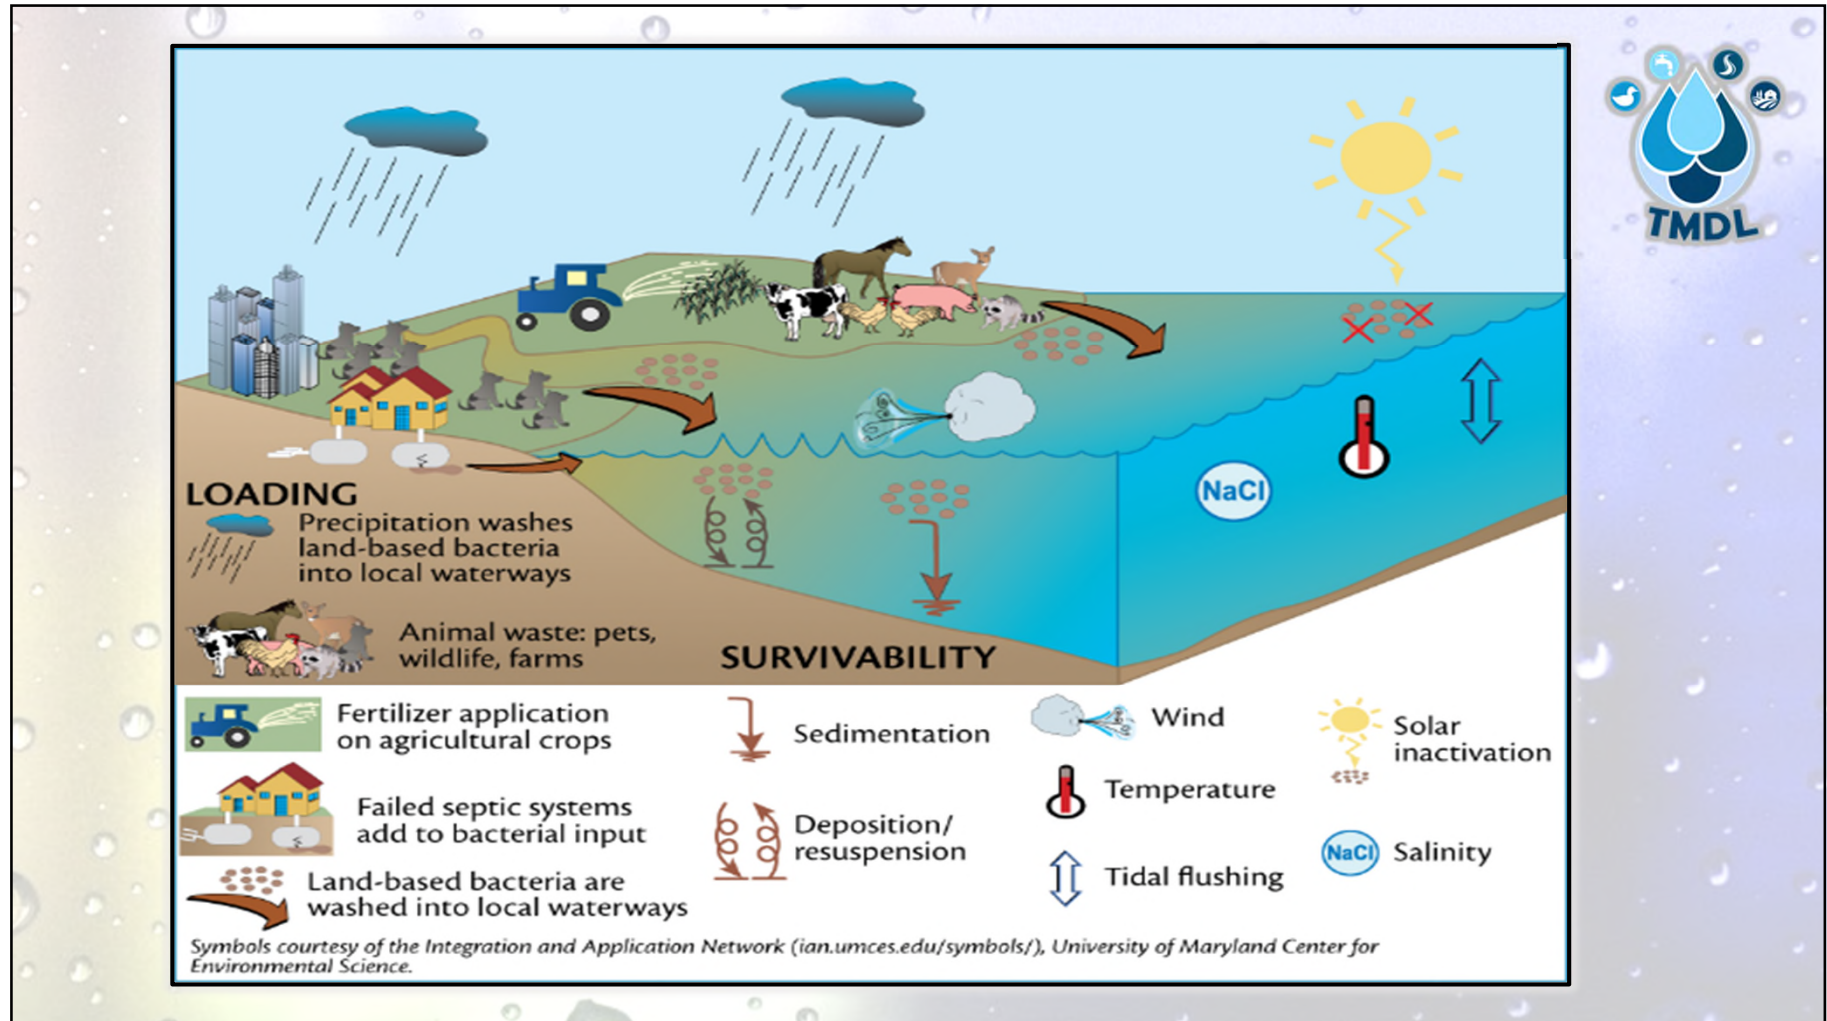 TMDL
NaCl
LOADING
Precipitation washes
land-based bacteria
into local waterways
Animal waste: pets,
wildlife, farms
Fertilizer application
on agricultural crops
Failed septic systems
add to bacterial input
Land-based bacteria are
washed into local waterways
SURVIVABILITY
Sedimentation
Deposition/
resuspension
Wind
Temperature
Tidal flushing
Solar
inactivation
NaCl
Salinity
Symbols courtesy of the Integration and Application Network (ian.umces.edu/symbols/), University of Maryland Center for
Environmental Science.